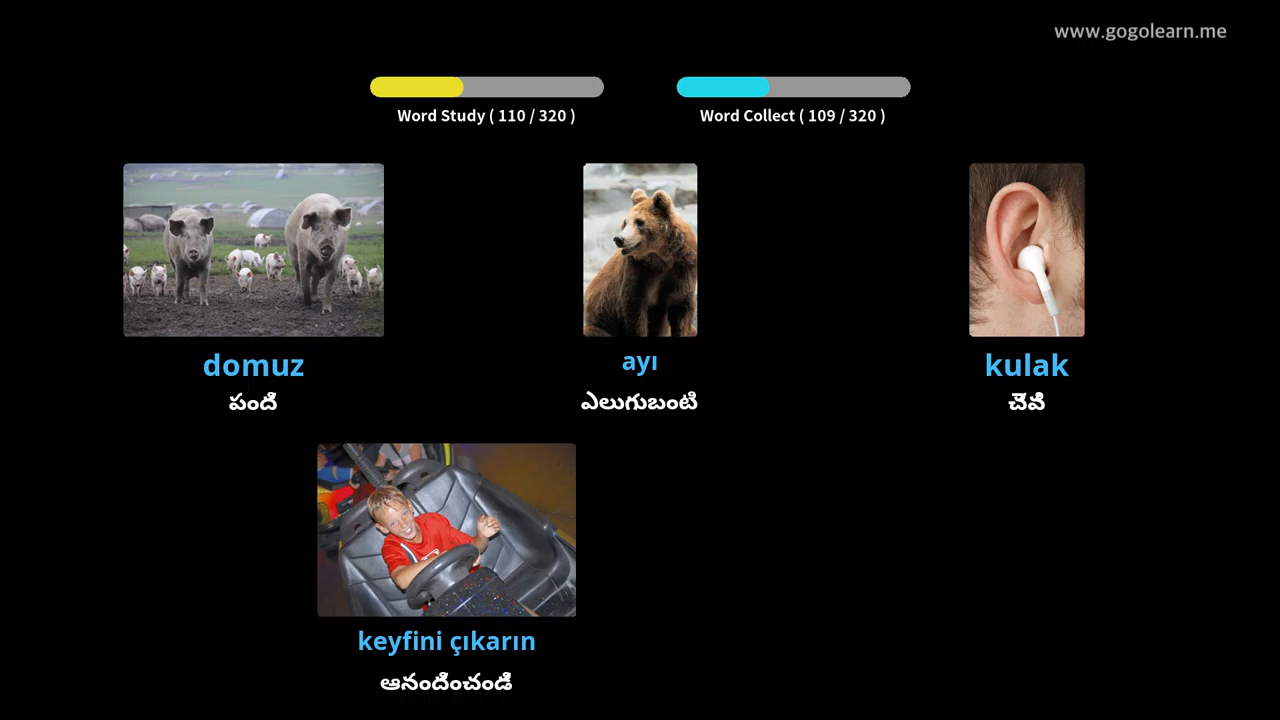 www.gogolearn.me
Word Study ( 110 / 320 )
Word Collect ( 109 / 320 )
domuz
పంది
ayı
ఎలుగుబంటి
kulak
చెవి
keyfini çıkarın
ఆనందించండి